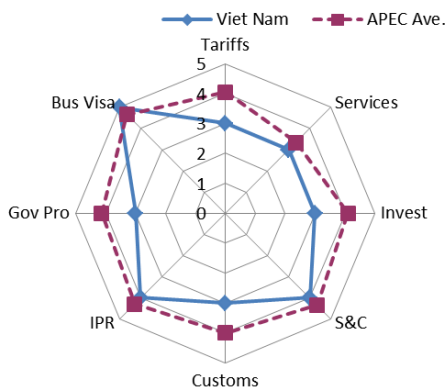 Viet Nam APEC Ave.
Tariffs
5
4
3
2
1
0
Services
Invest
S&C
Customs
IPR
Gov Pro
Bus Visa